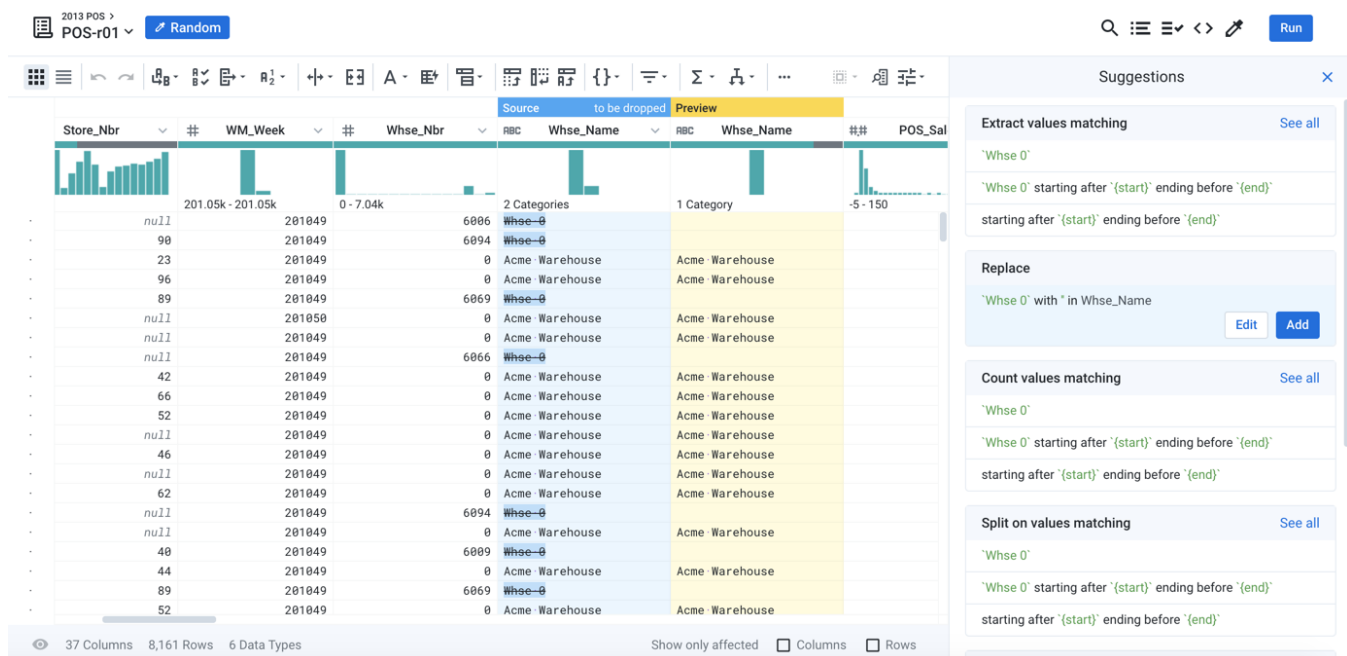 2013 POS >
POS-r01
Random
Run
Source to be dropped Preview
Store_Nbr # WM_Week # Whse_Nbr ABC Whse_Name ABC Whse_Name #.# POS_Sal
201.05k - 201.05k 0 - 7.04k 2 Categories 1 Category -5 - 150
null 201049 6006 Whse·0
90 201049 6094 Whse·0
23 201049 0 Acme·Warehouse Acme·Warehouse
96 201049 0 Acme·Warehouse Acme·Warehouse
89 201049 6069 Whse·0
null 201050 0 Acme·Warehouse Acme·Warehouse
null 201049 0 Acme·Warehouse Acme·Warehouse
null 201049 6066 Whse·0
42 201049 0 Acme·Warehouse Acme·Warehouse
66 201049 0 Acme·Warehouse Acme·Warehouse
52 201049 0 Acme·Warehouse Acme·Warehouse
null 201049 0 Acme·Warehouse Acme·Warehouse
46 201049 0 Acme·Warehouse Acme·Warehouse
null 201049 0 Acme·Warehouse Acme·Warehouse
62 201049 0 Acme·Warehouse Acme·Warehouse
null 201049 6094 Whse·0
null 201049 0 Acme·Warehouse Acme·Warehouse
40 201049 6009 Whse·0
44 201049 0 Acme·Warehouse Acme·Warehouse
89 201049 6069 Whse·0
52 201049 0 Acme·Warehouse Acme·Warehouse
37 Columns 8,161 Rows 6 Data Types Show only affected Columns Rows
Suggestions
Extract values matching See all
`Whse 0`
`Whse 0` starting after `{start}` ending before `{end}`
starting after `{start}` ending before `{end}`
Replace
`Whse 0` with '' in Whse_Name
Edit Add
Count values matching See all
`Whse 0`
`Whse 0` starting after `{start}` ending before `{end}`
starting after `{start}` ending before `{end}`
Split on values matching See all
`Whse 0`
`Whse 0` starting after `{start}` ending before `{end}`
starting after `{start}` ending before `{end}`